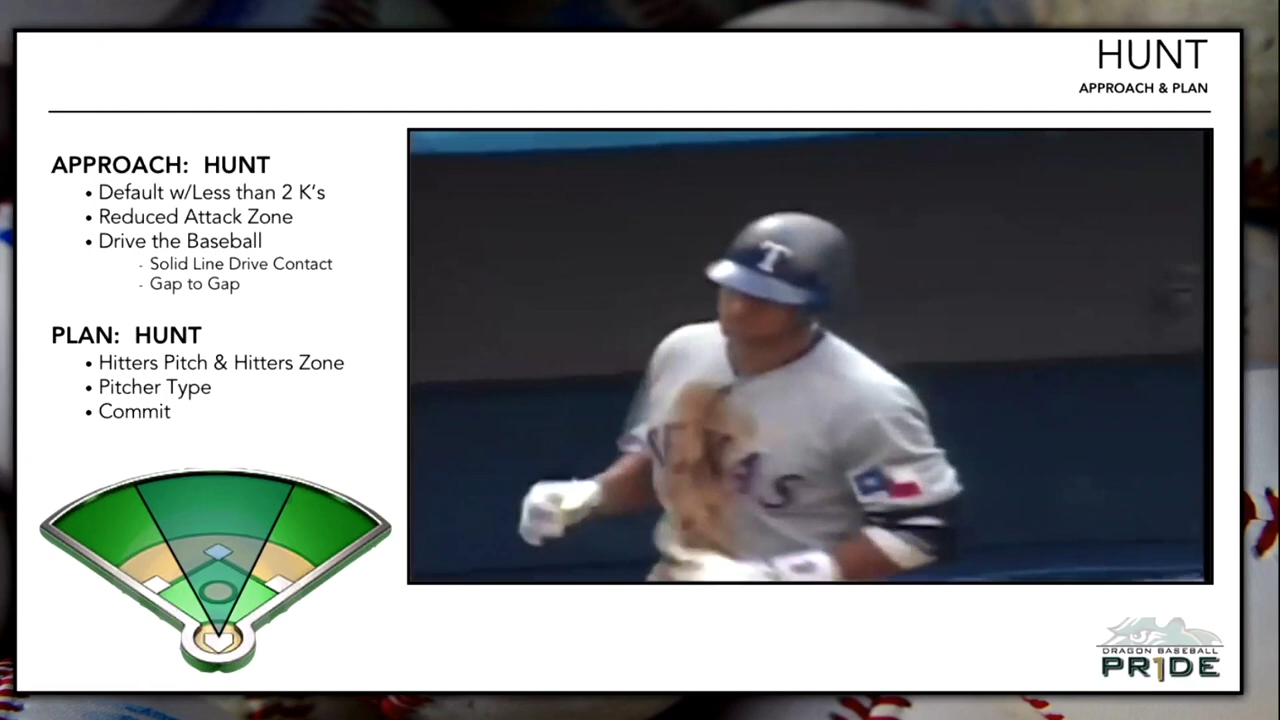 HUNT
APPROACH & PLAN
APPROACH: HUNT
• Default w/Less than 2 K's
• Reduced Attack Zone
• Drive the Baseball
- Solid Line Drive Contact
- Gap to Gap
PLAN: HUNT
• Hitters Pitch & Hitters Zone
• Pitcher Type
• Commit
T
TEXAS
DRAGON BASEBALL
PR1DE